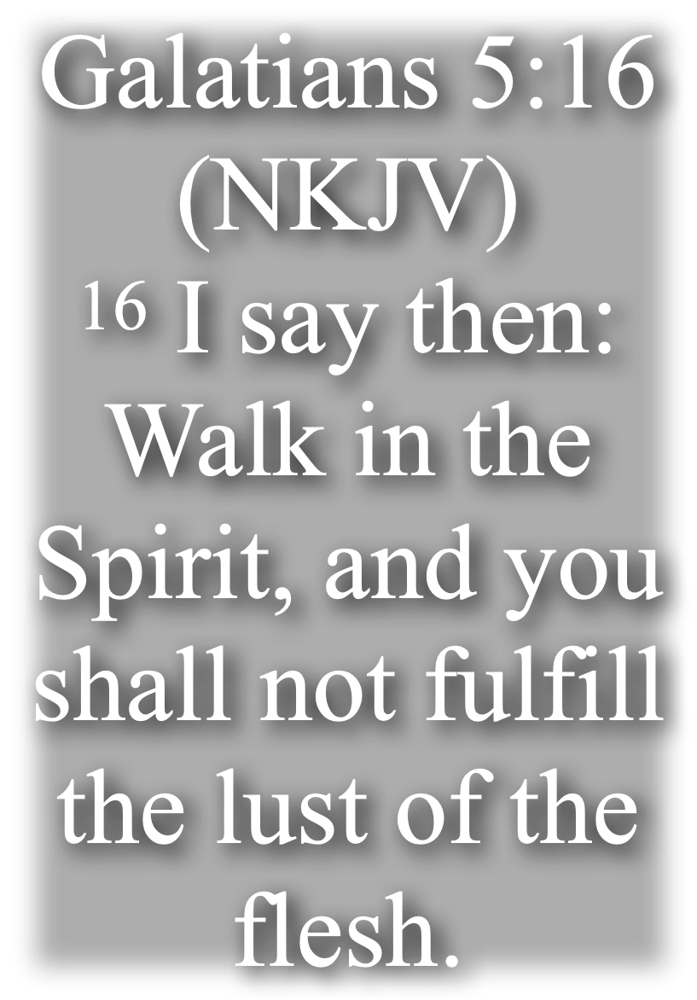 Galatians 5:16
(NKJV)
16 I say then:
Walk in the
Spirit, and you
shall not fulfill
the lust of the
flesh.